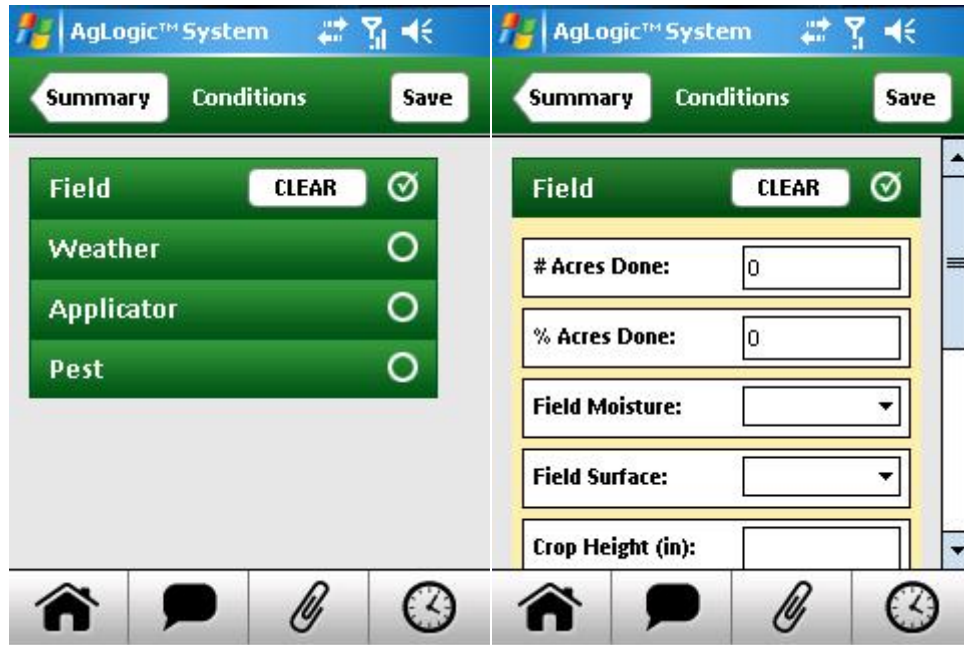 AgLogic™ System
Summary Conditions Save
Field CLEAR
Weather
Applicator
Pest
AgLogic™ System
Summary Conditions Save
Field CLEAR
# Acres Done: 0
% Acres Done: 0
Field Moisture:
Field Surface:
Crop Height (in):